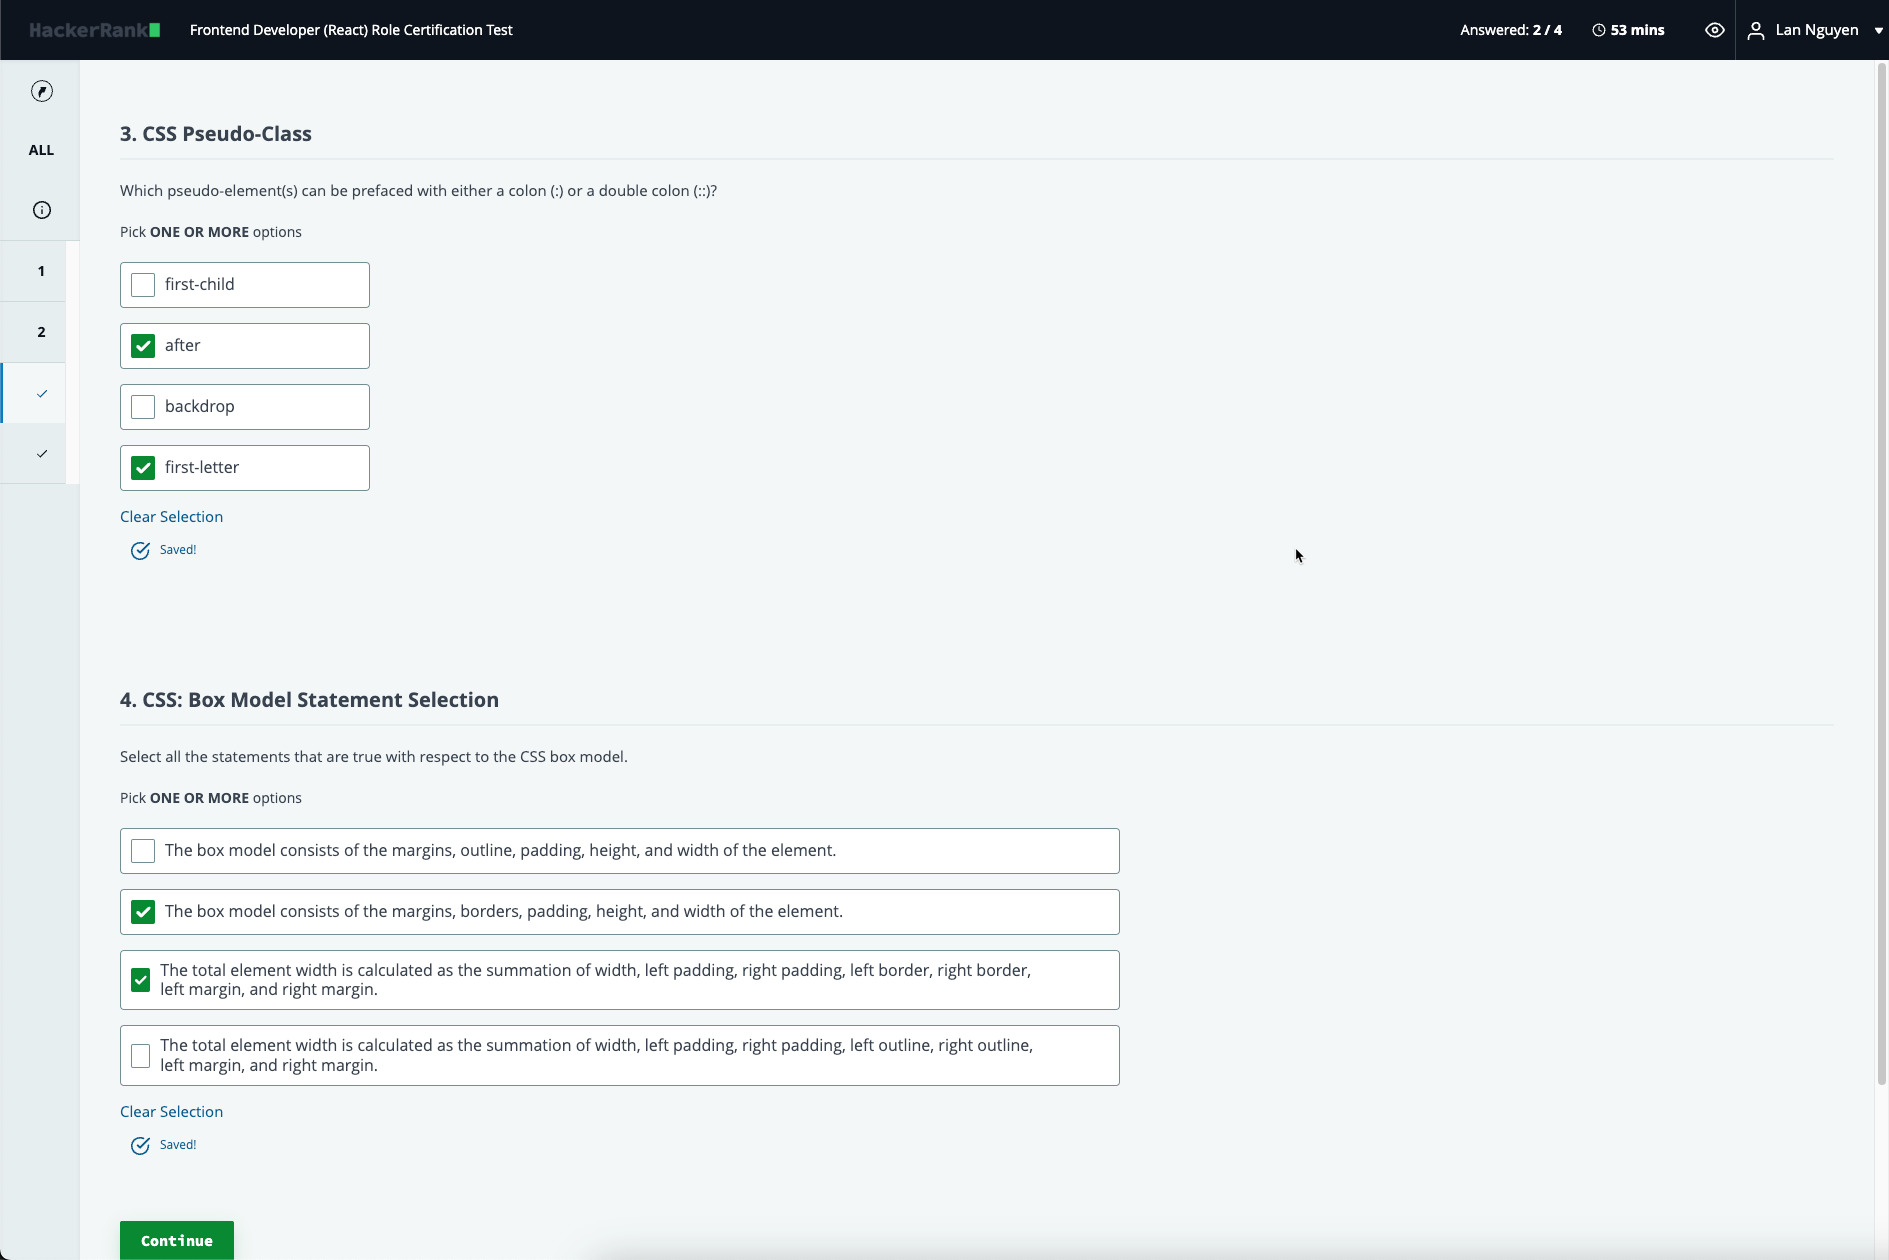 HackerRank
Frontend Developer (React) Role Certification Test
Answered: 2 / 4
53 mins
Lan Nguyen
ALL
1
2
3. CSS Pseudo-Class
Which pseudo-element(s) can be prefaced with either a colon (:) or a double colon (::)?
Pick ONE OR MORE options
first-child
after
backdrop
first-letter
Clear Selection
Saved!
4. CSS: Box Model Statement Selection
Select all the statements that are true with respect to the CSS box model.
Pick ONE OR MORE options
The box model consists of the margins, outline, padding, height, and width of the element.
The box model consists of the margins, borders, padding, height, and width of the element.
The total element width is calculated as the summation of width, left padding, right padding, left border, right border,
left margin, and right margin.
The total element width is calculated as the summation of width, left padding, right padding, left outline, right outline,
left margin, and right margin.
Clear Selection
Saved!
Continue